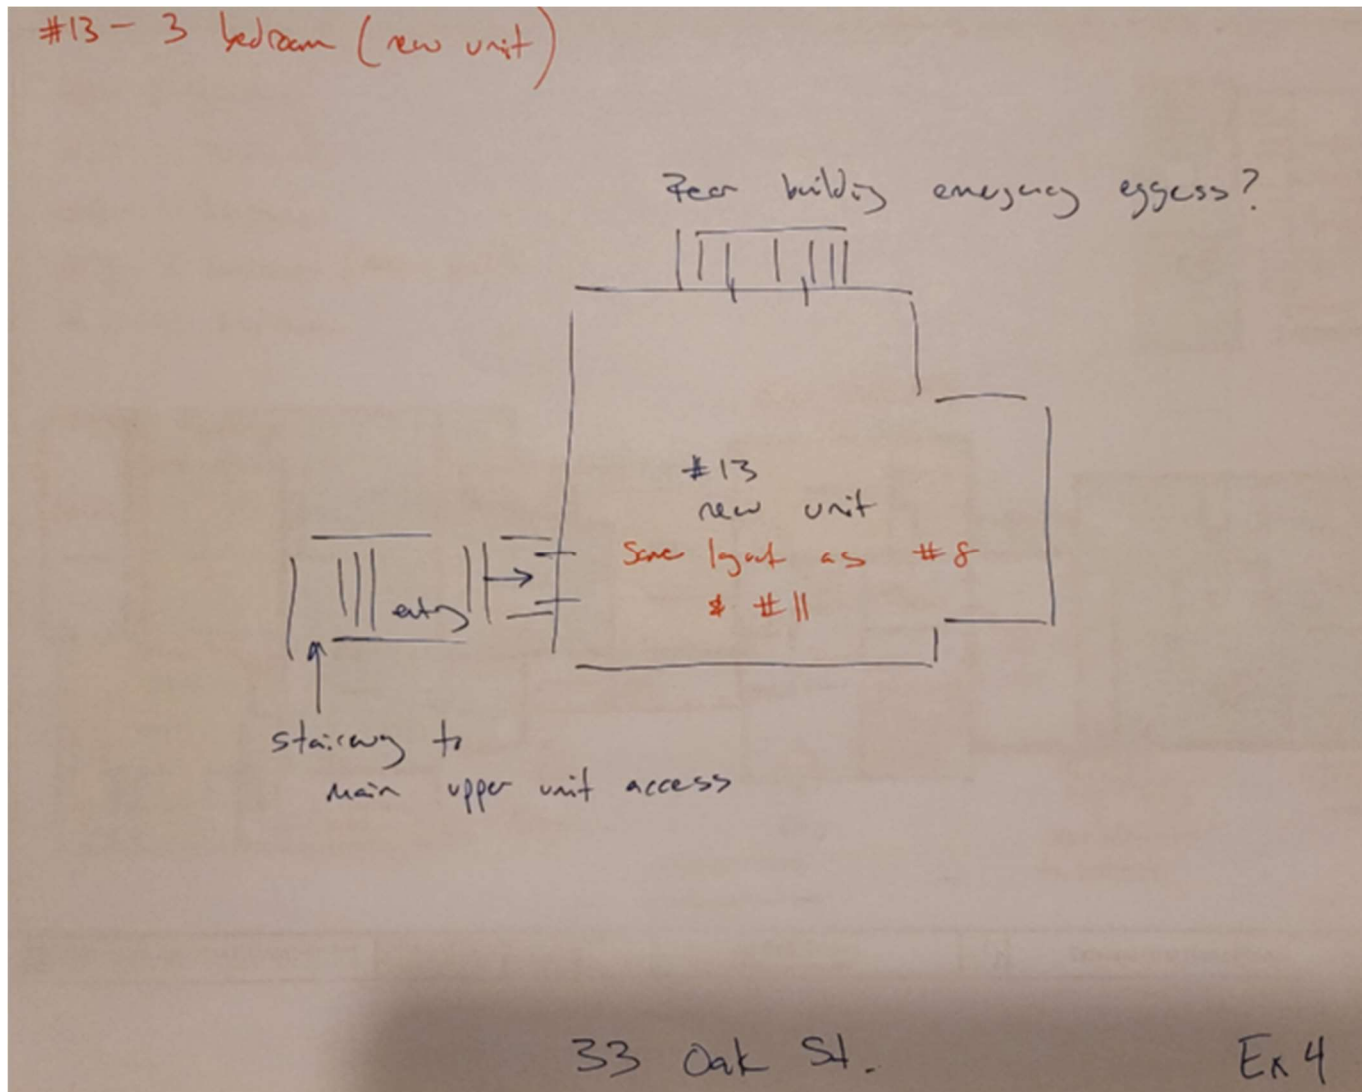 #13 - 3 bedroom (new unit)
Rear building emergency eggess?
#13
new unit
Same layout as #8
& #11
entry
stairway to
main upper unit access
33 Oak St.
Ex 4